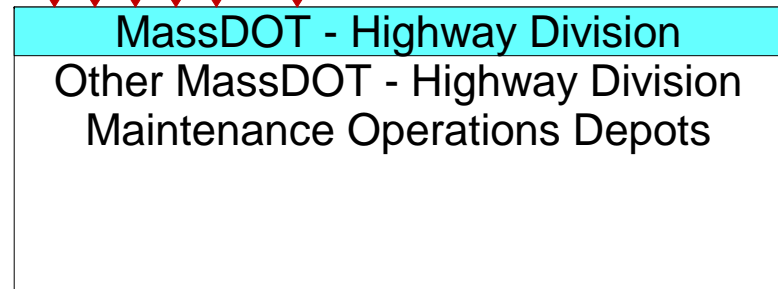 MassDOT - Highway Division
Other MassDOT - Highway Division
Maintenance Operations Depots